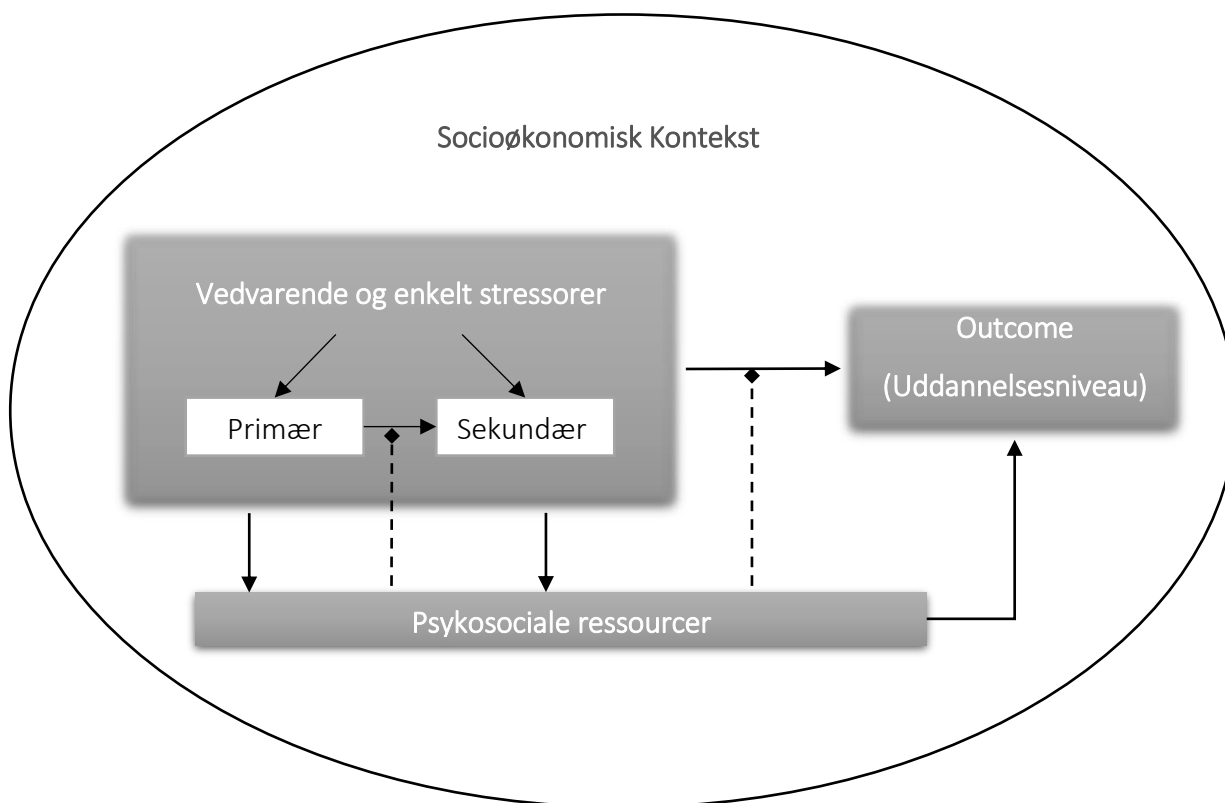 Socioøkonomisk Kontekst
Vedvarende og enkelt stressorer
Primær
Sekundær
Outcome
(Uddannelsesniveau)
Psykosociale ressourcer